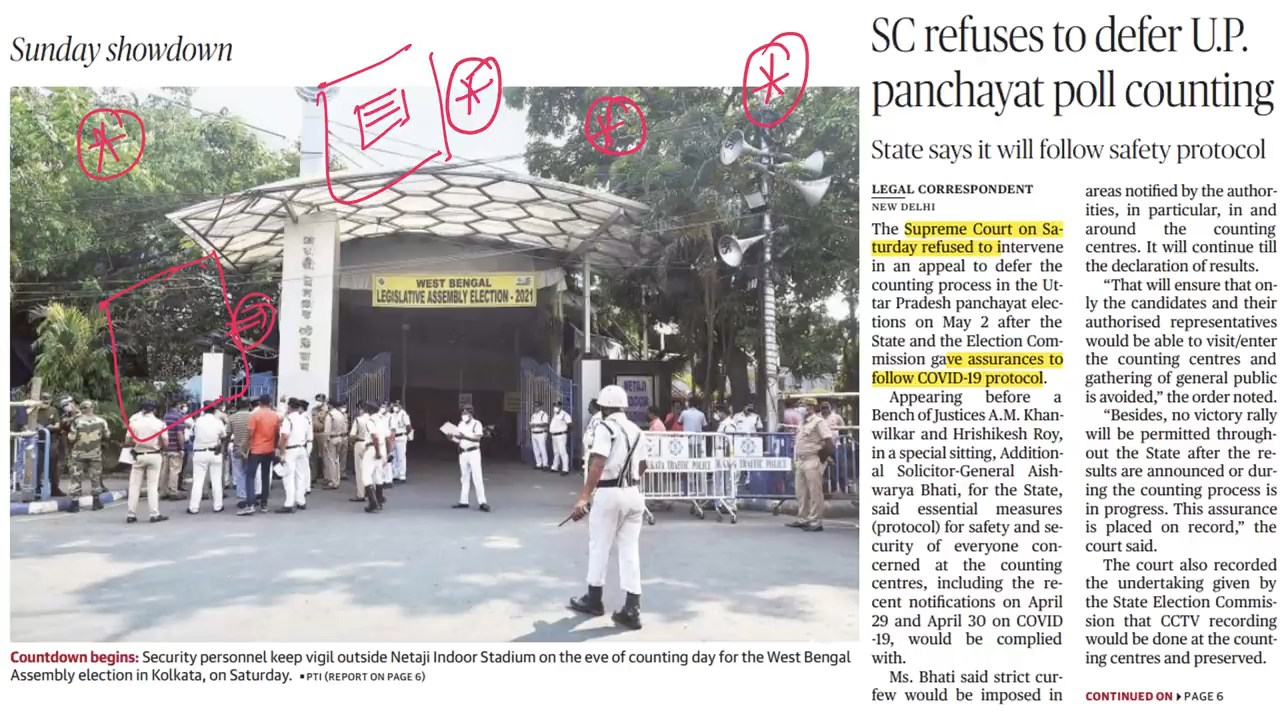 Sunday showdown
WEST BENGAL
LEGISLATIVE ASSEMBLY ELECTION - 2021
NETAJI
INDOOR
KOLKATA TRAFFIC POLICE
KOLKATA TRAFFIC POLICE
Countdown begins: Security personnel keep vigil outside Netaji Indoor Stadium on the eve of counting day for the West Bengal
Assembly election in Kolkata, on Saturday. ▪PTI (REPORT ON PAGE 6)
SC refuses to defer U.P.
panchayat poll counting
State says it will follow safety protocol
LEGAL CORRESPONDENT
NEW DELHI
The Supreme Court on Sa-
turday refused to intervene
in an appeal to defer the
counting process in the Ut-
tar Pradesh panchayat elec-
tions on May 2 after the
State and the Election Com-
mission gave assurances to
follow COVID-19 protocol.
Appearing before a
Bench of Justices A.M. Khan-
wilkar and Hrishikesh Roy,
in a special sitting, Addition-
al Solicitor-General Aish-
warya Bhati, for the State,
said essential measures
(protocol) for safety and se-
curity of everyone con-
cerned at the counting
centres, including the re-
cent notifications on April
29 and April 30 on COVID
-19, would be complied
with.
Ms. Bhati said strict cur-
few would be imposed in
areas notified by the author-
ities, in particular, in and
around the counting
centres. It will continue till
the declaration of results.
“That will ensure that on-
ly the candidates and their
authorised representatives
would be able to visit/enter
the counting centres and
gathering of general public
is avoided,” the order noted.
“Besides, no victory rally
will be permitted through-
out the State after the re-
sults are announced or dur-
ing the counting process is
in progress. This assurance
is placed on record,” the
court said.
The court also recorded
the undertaking given by
the State Election Commis-
sion that CCTV recording
would be done at the count-
ing centres and preserved.
CONTINUED ON ▸ PAGE 6